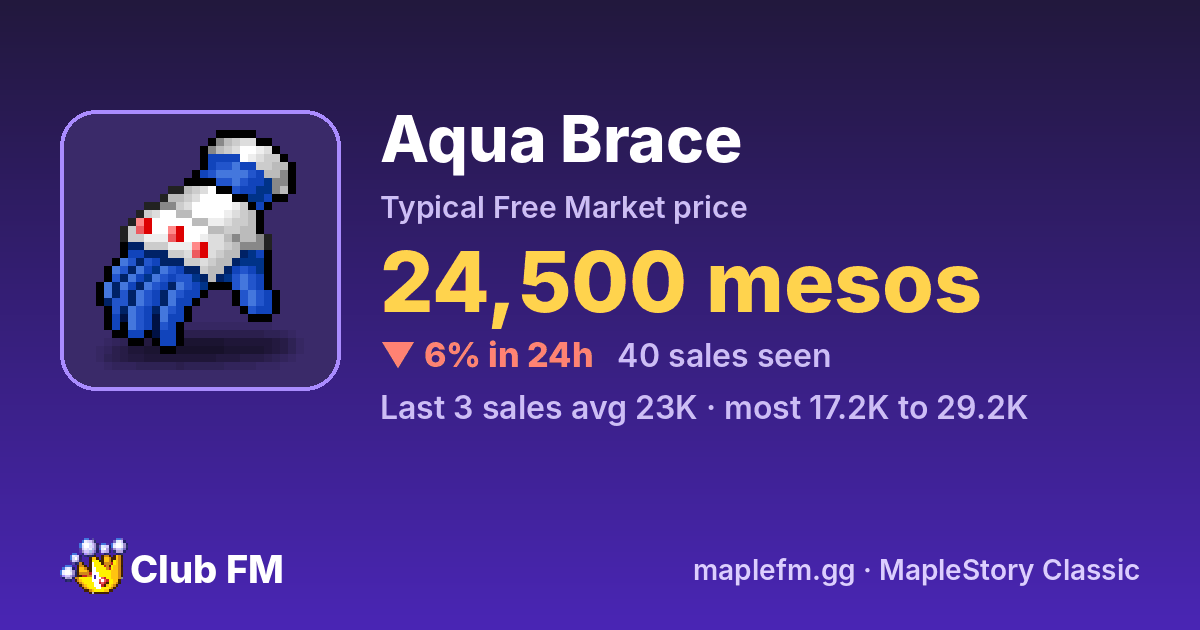 Aqua Brace
Typical Free Market price
24,500 mesos
▼ 6% in 24h 40 sales seen
Last 3 sales avg 23K · most 17.2K to 29.2K
Club FM
maplefm.gg · MapleStory Classic